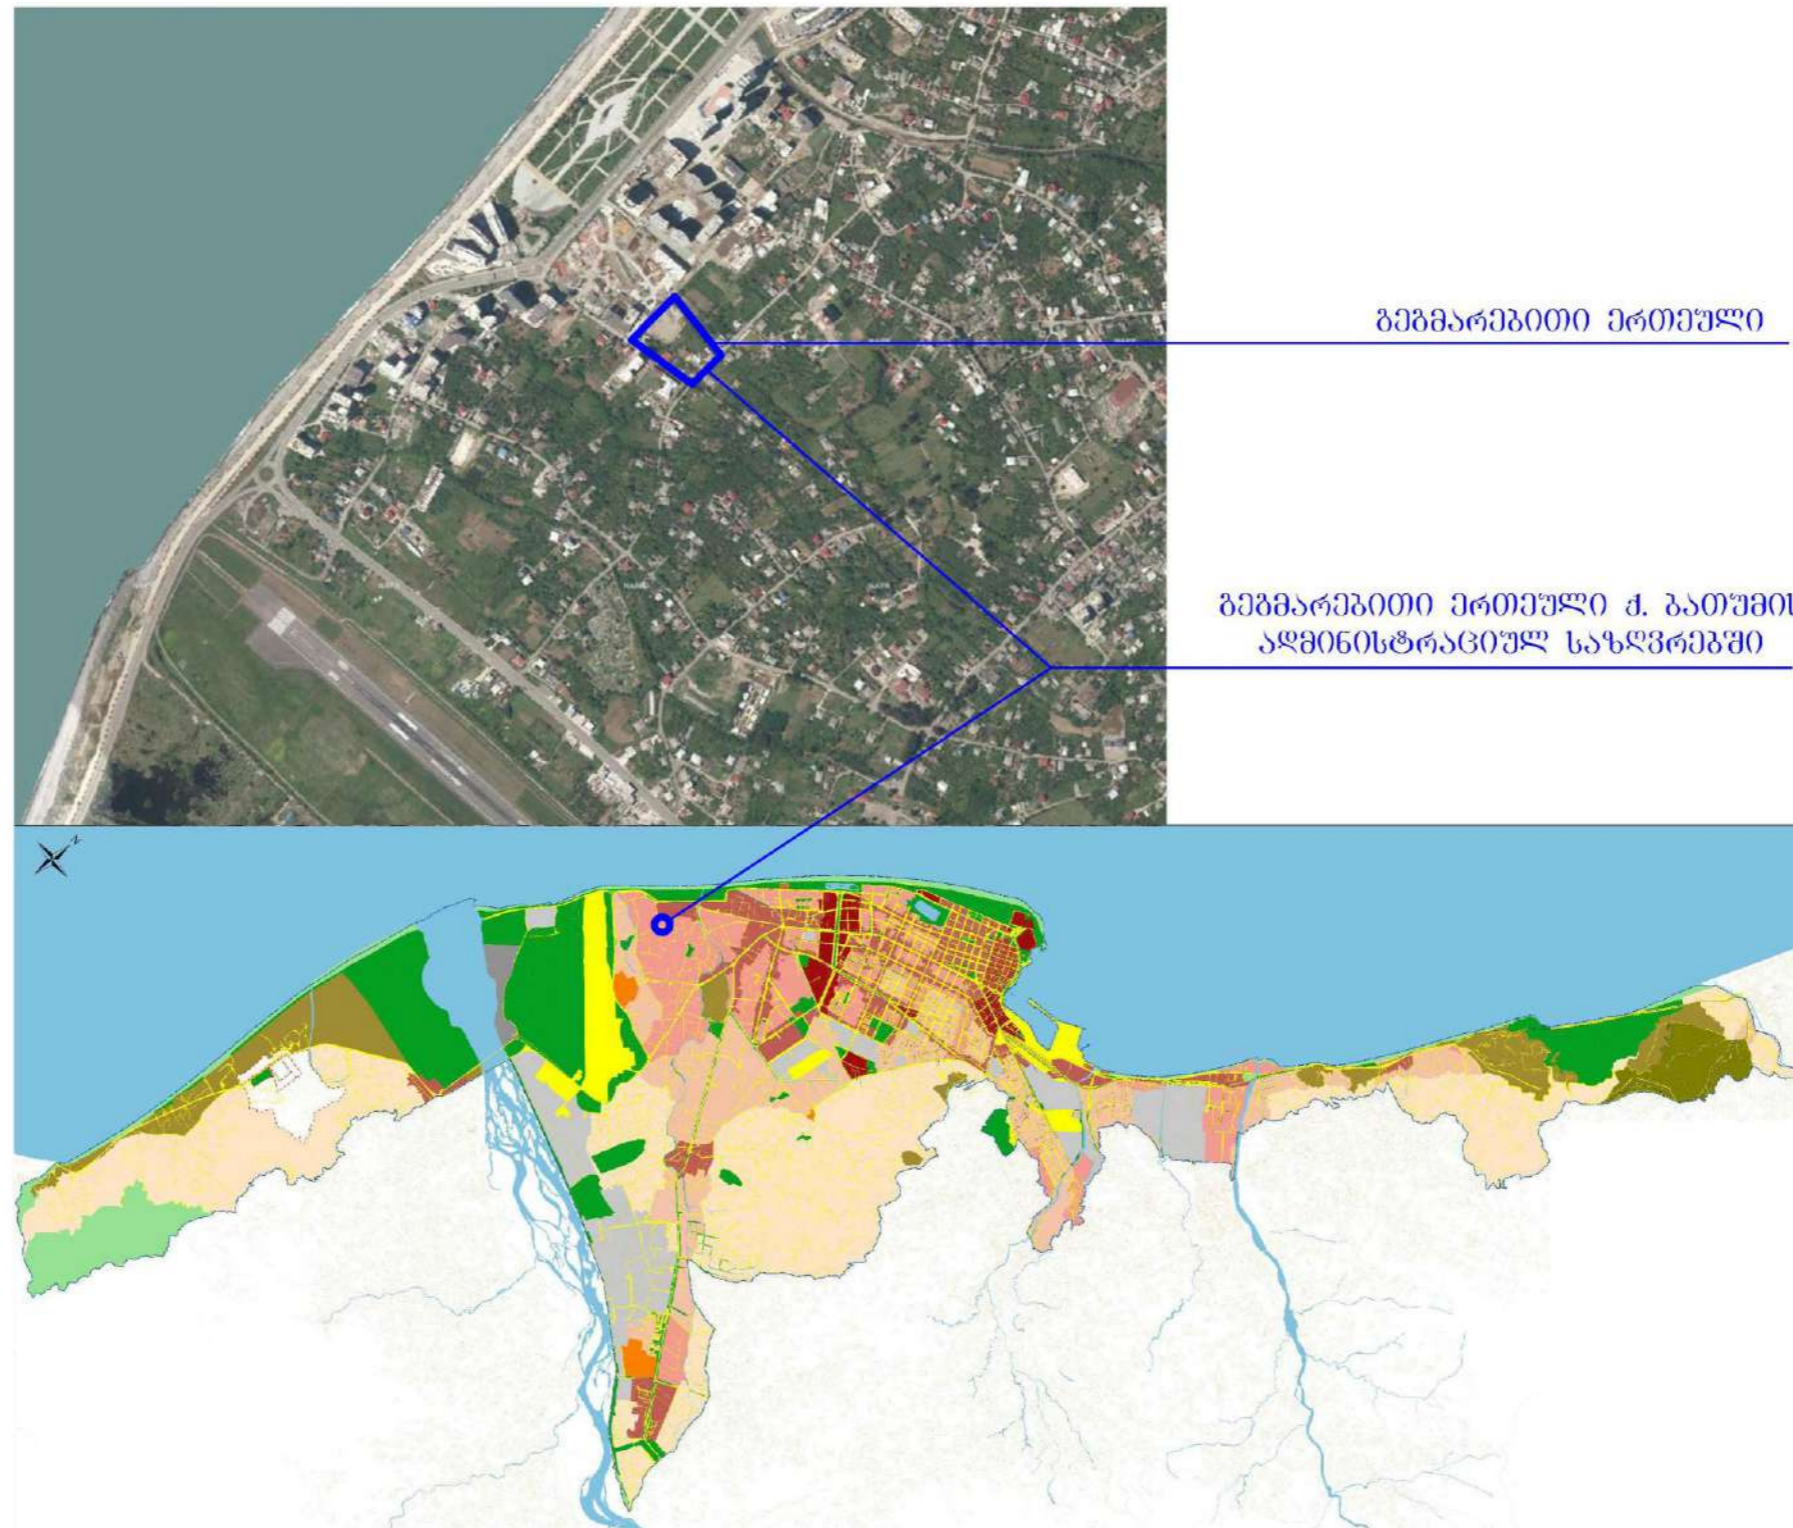 გეგმარებითი ერთეული
გეგმარებითი ერთეული ქ. ბათუმის
ადმინისტრაციულ საზღვრებში
N